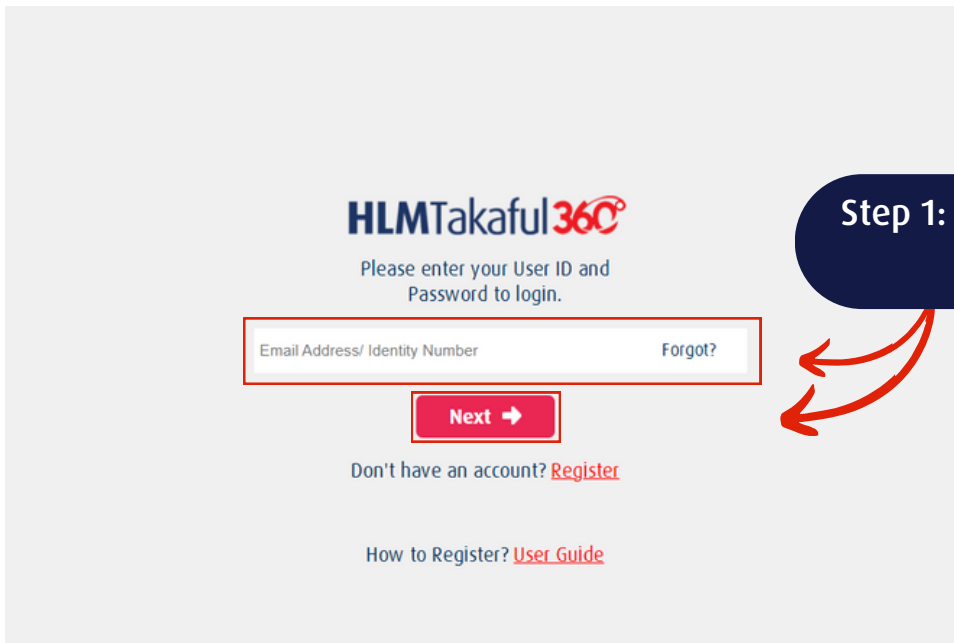 HLMTakaful360°
Step 1:
Please enter your User ID and
Password to login.
Email Address/ Identity Number Forgot?
Next
Don't have an account? Register
How to Register? User Guide